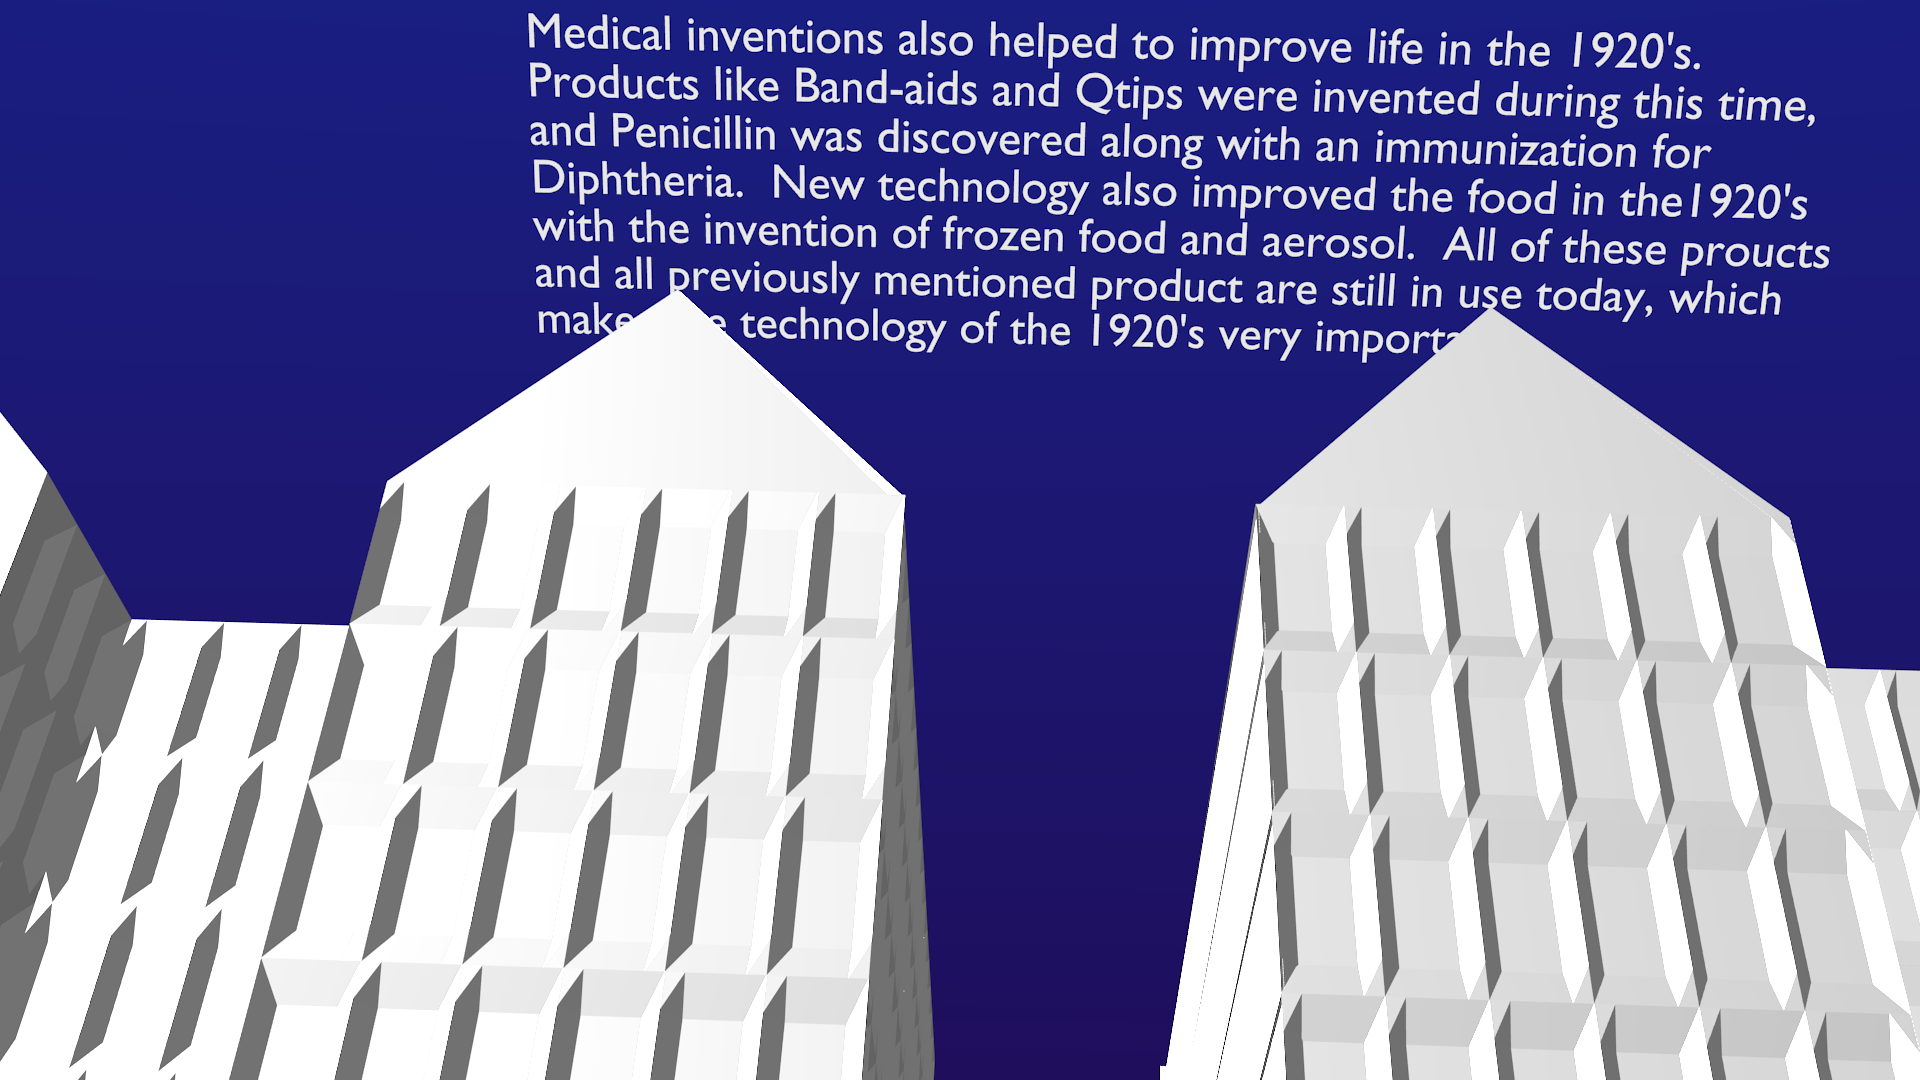 Medical inventions also helped to improve life in the 1920's.
Products like Band-aids and Qtips were invented during this time,
and Penicillin was discovered along with an immunization for
Diphtheria.  New technology also improved the food in the1920's
with the invention of frozen food and aerosol.  All of these proucts
and all previously mentioned product are still in use today, which
technology of the 1920's very